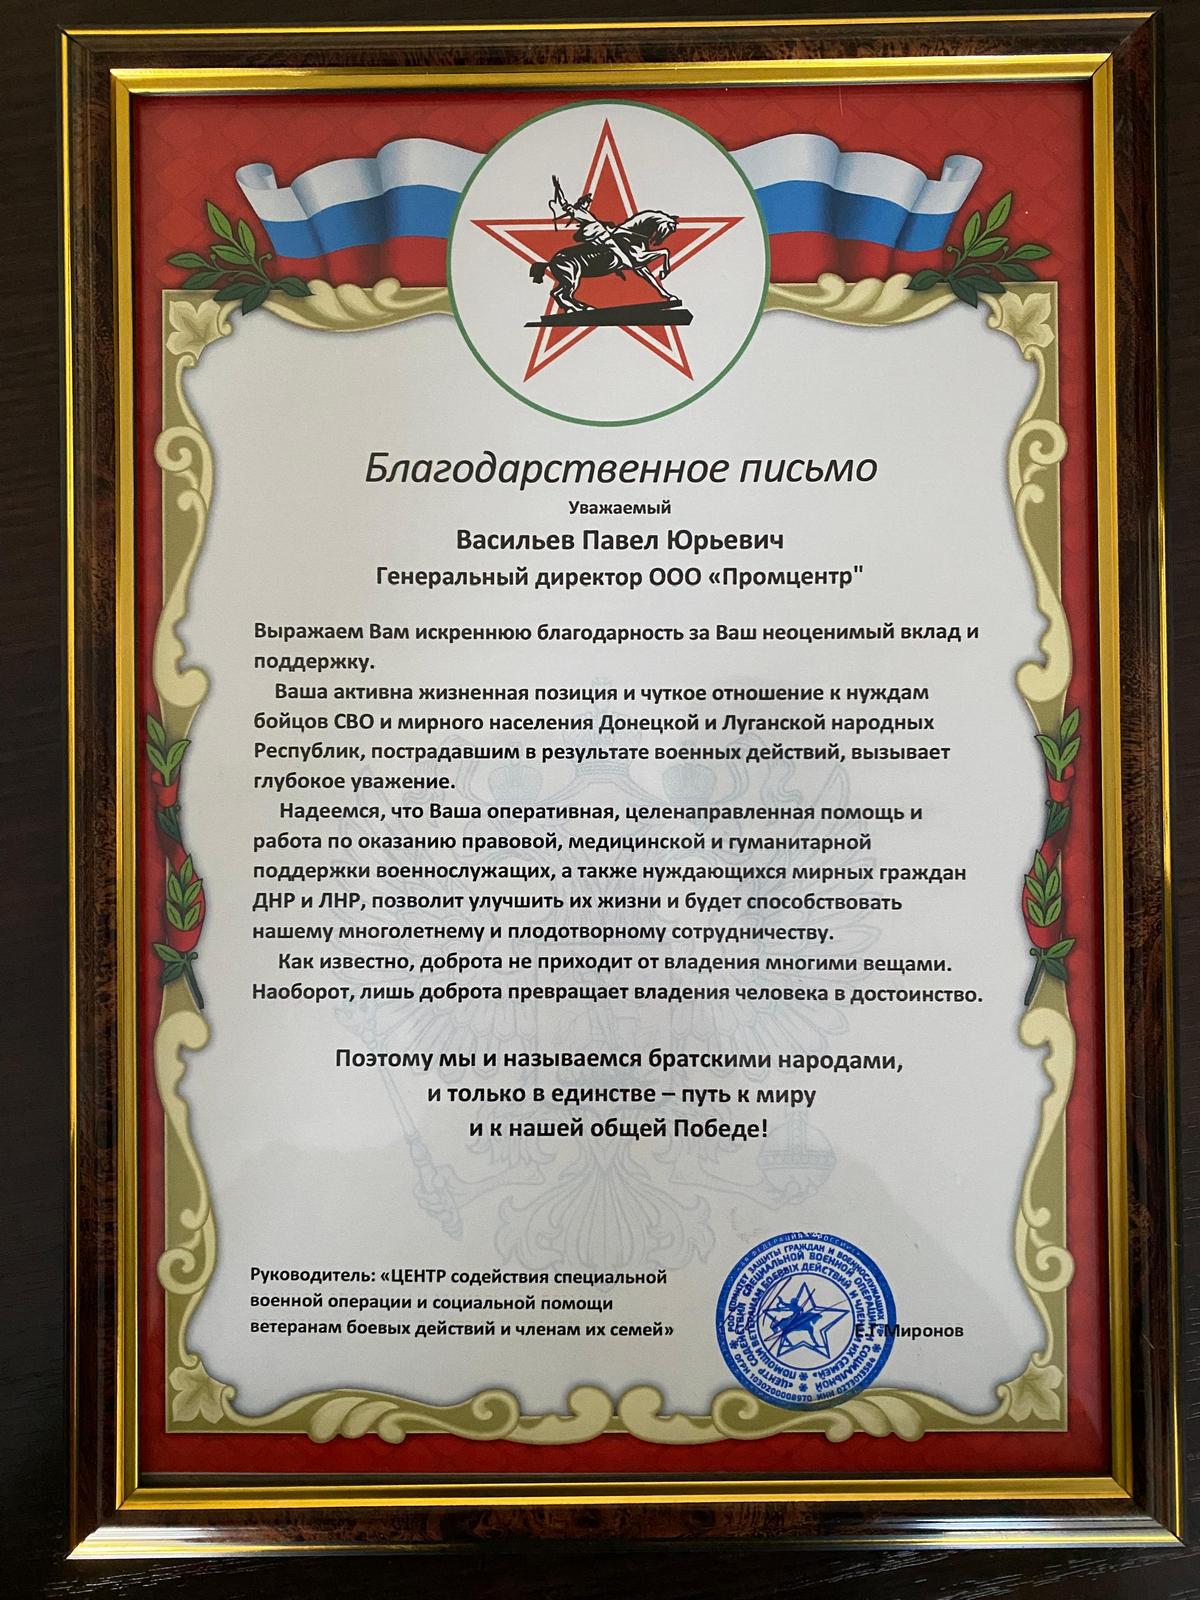 Благодарственное письмо
Уважаемый
Васильев Павел Юрьевич
Генеральный директор ООО «Промцентр"
Выражаем Вам искреннюю благодарность за Ваш неоценимый вклад и
поддержку.
Ваша активна жизненная позиция и чуткое отношение к нуждам
бойцов СВО и мирного населения Донецкой и Луганской народных
Республик, пострадавшим в результате военных действий, вызывает
глубокое уважение.
Надеемся, что Ваша оперативная, целенаправленная помощь и
работа по оказанию правовой, медицинской и гуманитарной
поддержки военнослужащих, а также нуждающихся мирных граждан
ДНР и ЛНР, позволит улучшить их жизни и будет способствовать
нашему многолетнему и плодотворному сотрудничеству.
Как известно, доброта не приходит от владения многими вещами.
Наоборот, лишь доброта превращает владения человека в достоинство.
Поэтому мы и называемся братскими народами,
и только в единстве – путь к миру
и к нашей общей Победе!
Руководитель: «ЦЕНТР содействия специальной
военной операции и социальной помощи
ветеранам боевых действий и членам их семей»
Е.Г. Миронов